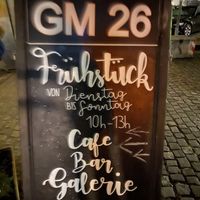 GM 26
Frühstück
VON Dienstag
BIS Sonntag
10h-13h
Cafe
Bar
Galerie